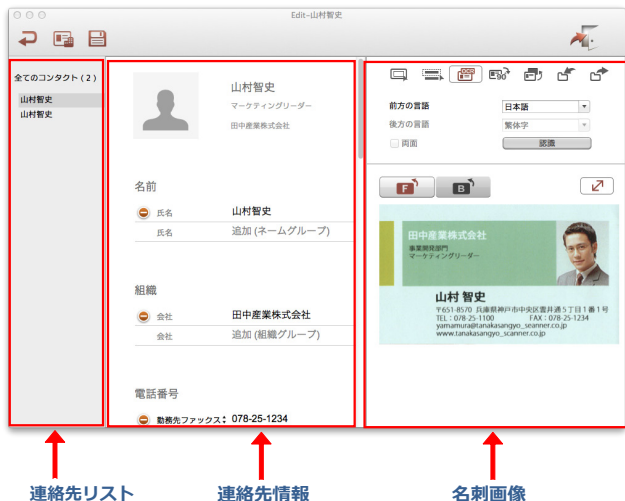 Edit-山村智史
全てのコンタクト ( 2 )
山村智史
山村智史
山村智史
マーケティングリーダー
田中産業株式会社
名前
氏名 山村智史
氏名 追加 (ネームグループ)
組織
会社 田中産業株式会社
会社 追加 (組織グループ)
電話番号
勤務先ファックス: 078-25-1234
OCR
90°
前方の言語 日本語
後方の言語 繁体字
両面 認識
F B
田中産業株式会社
事業開発部門
マーケティングリーダー
山村 智史
〒651-8570 兵庫県神戸市中央区雲井通5丁目1番1号
TEL : 078-25-1100 FAX : 078-25-1234
yamamura@tanakasangyo_seanner.co.jp
www.tanakasangyo_scanner.co.jp
連絡先リスト 連絡先情報 名刺画像